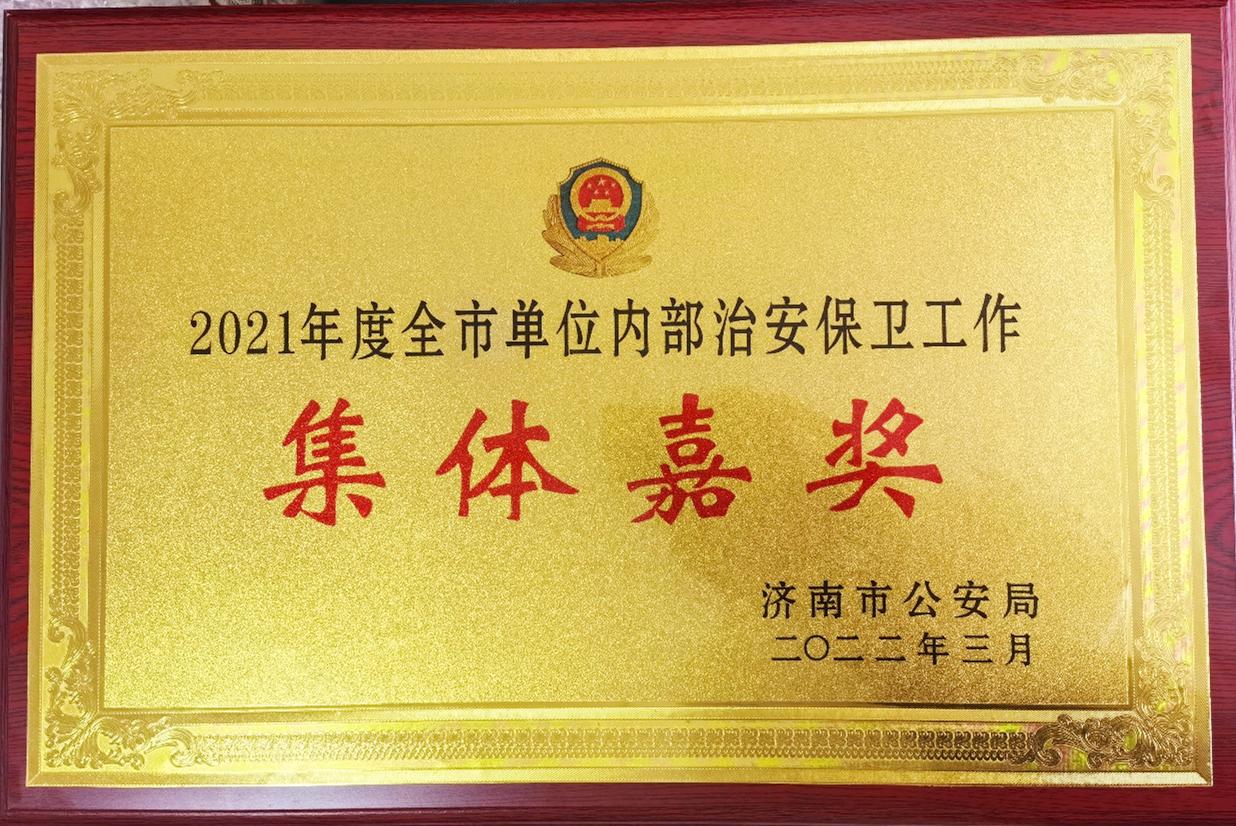 2021年度全市单位内部治安保卫工作
集体嘉奖
济南市公安局
二〇二二年三月